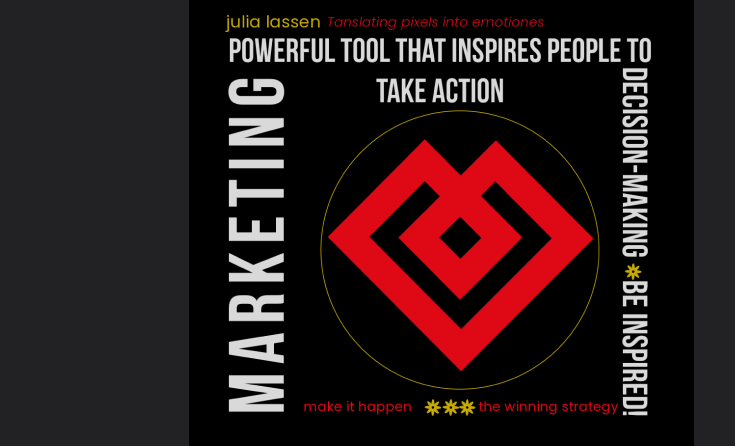 julia lassen Tanslating pixels into emotiones
POWERFUL TOOL THAT INSPIRES PEOPLE TO
TAKE ACTION
MARKETING
DECISION-MAKING BE INSPIRED!
make it happen the winning strategy